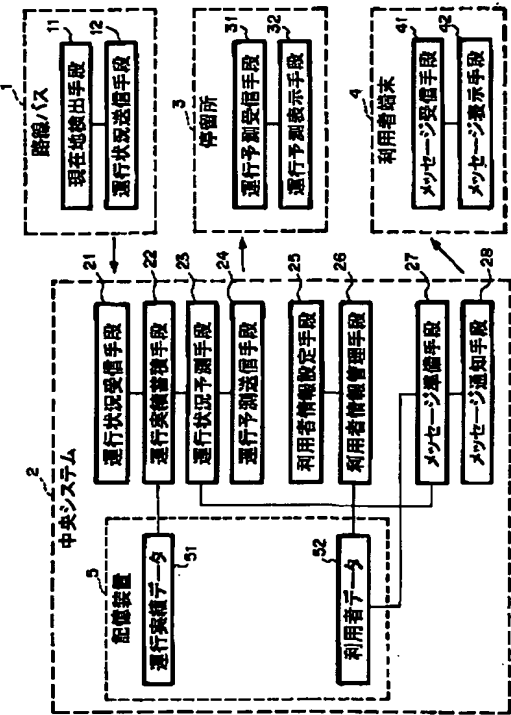 1
路線バス
11
現在地検出手段
12
運行状況送信手段
3
停留所
31
運行予測受信手段
32
運行予測表示手段
4
利用者端末
41
メッセージ受信手段
42
メッセージ表示手段
2
中央システム
21
運行状況受信手段
22
運行実績蓄積手段
23
運行状況予測手段
24
運行予測送信手段
25
利用者情報設定手段
26
利用者情報管理手段
27
メッセージ準備手段
28
メッセージ通知手段
5
記憶装置
運行実績データ
51
52
利用者データ